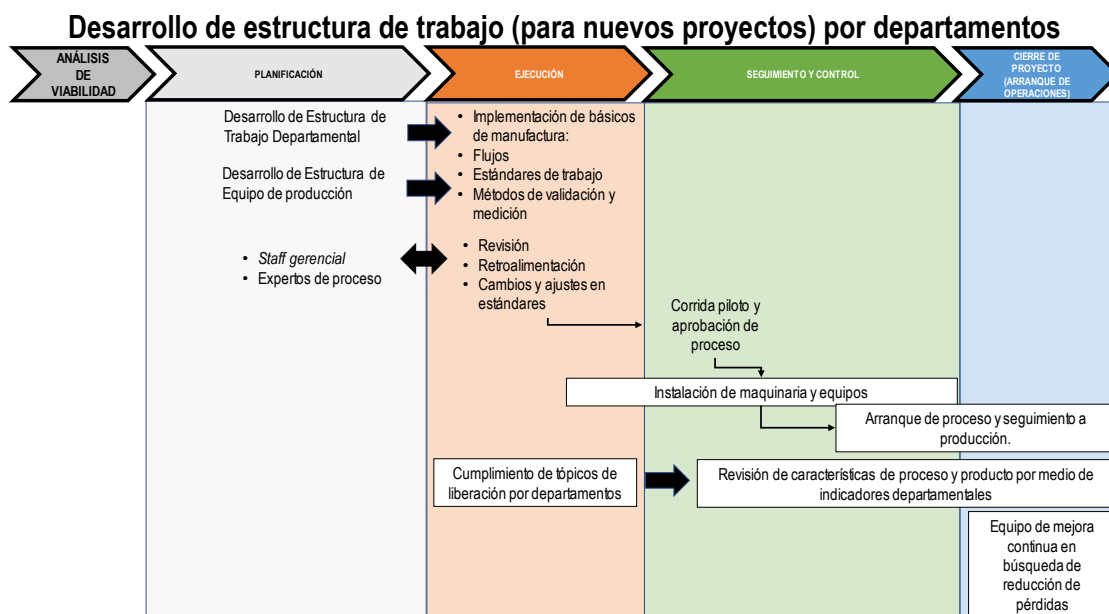 Desarrollo de estructura de trabajo (para nuevos proyectos) por departamentos
ANÁLISIS
DE
VIABILIDAD
PLANIFICACIÓN
EJECUCIÓN
SEGUIMIENTO Y CONTROL
CIERRE DE
PROYECTO
(ARRANQUE DE
OPERACIONES)
Desarrollo de Estructura de
Trabajo Departamental
Desarrollo de Estructura de
Equipo de producción
• Staff gerencial
• Expertos de proceso
• Implementación de básicos
de manufactura:
• Flujos
• Estándares de trabajo
• Métodos de validación y
medición
• Revisión
• Retroalimentación
• Cambios y ajustes en
estándares
Corrida piloto y
aprobación de
proceso
Instalación de maquinaria y equipos
Arranque de proceso y seguimiento a
producción.
Cumplimiento de tópicos de
liberación por departamentos
Revisión de características de proceso y producto por medio de
indicadores departamentales
Equipo de mejora
continua en
búsqueda de
reducción de
pérdidas